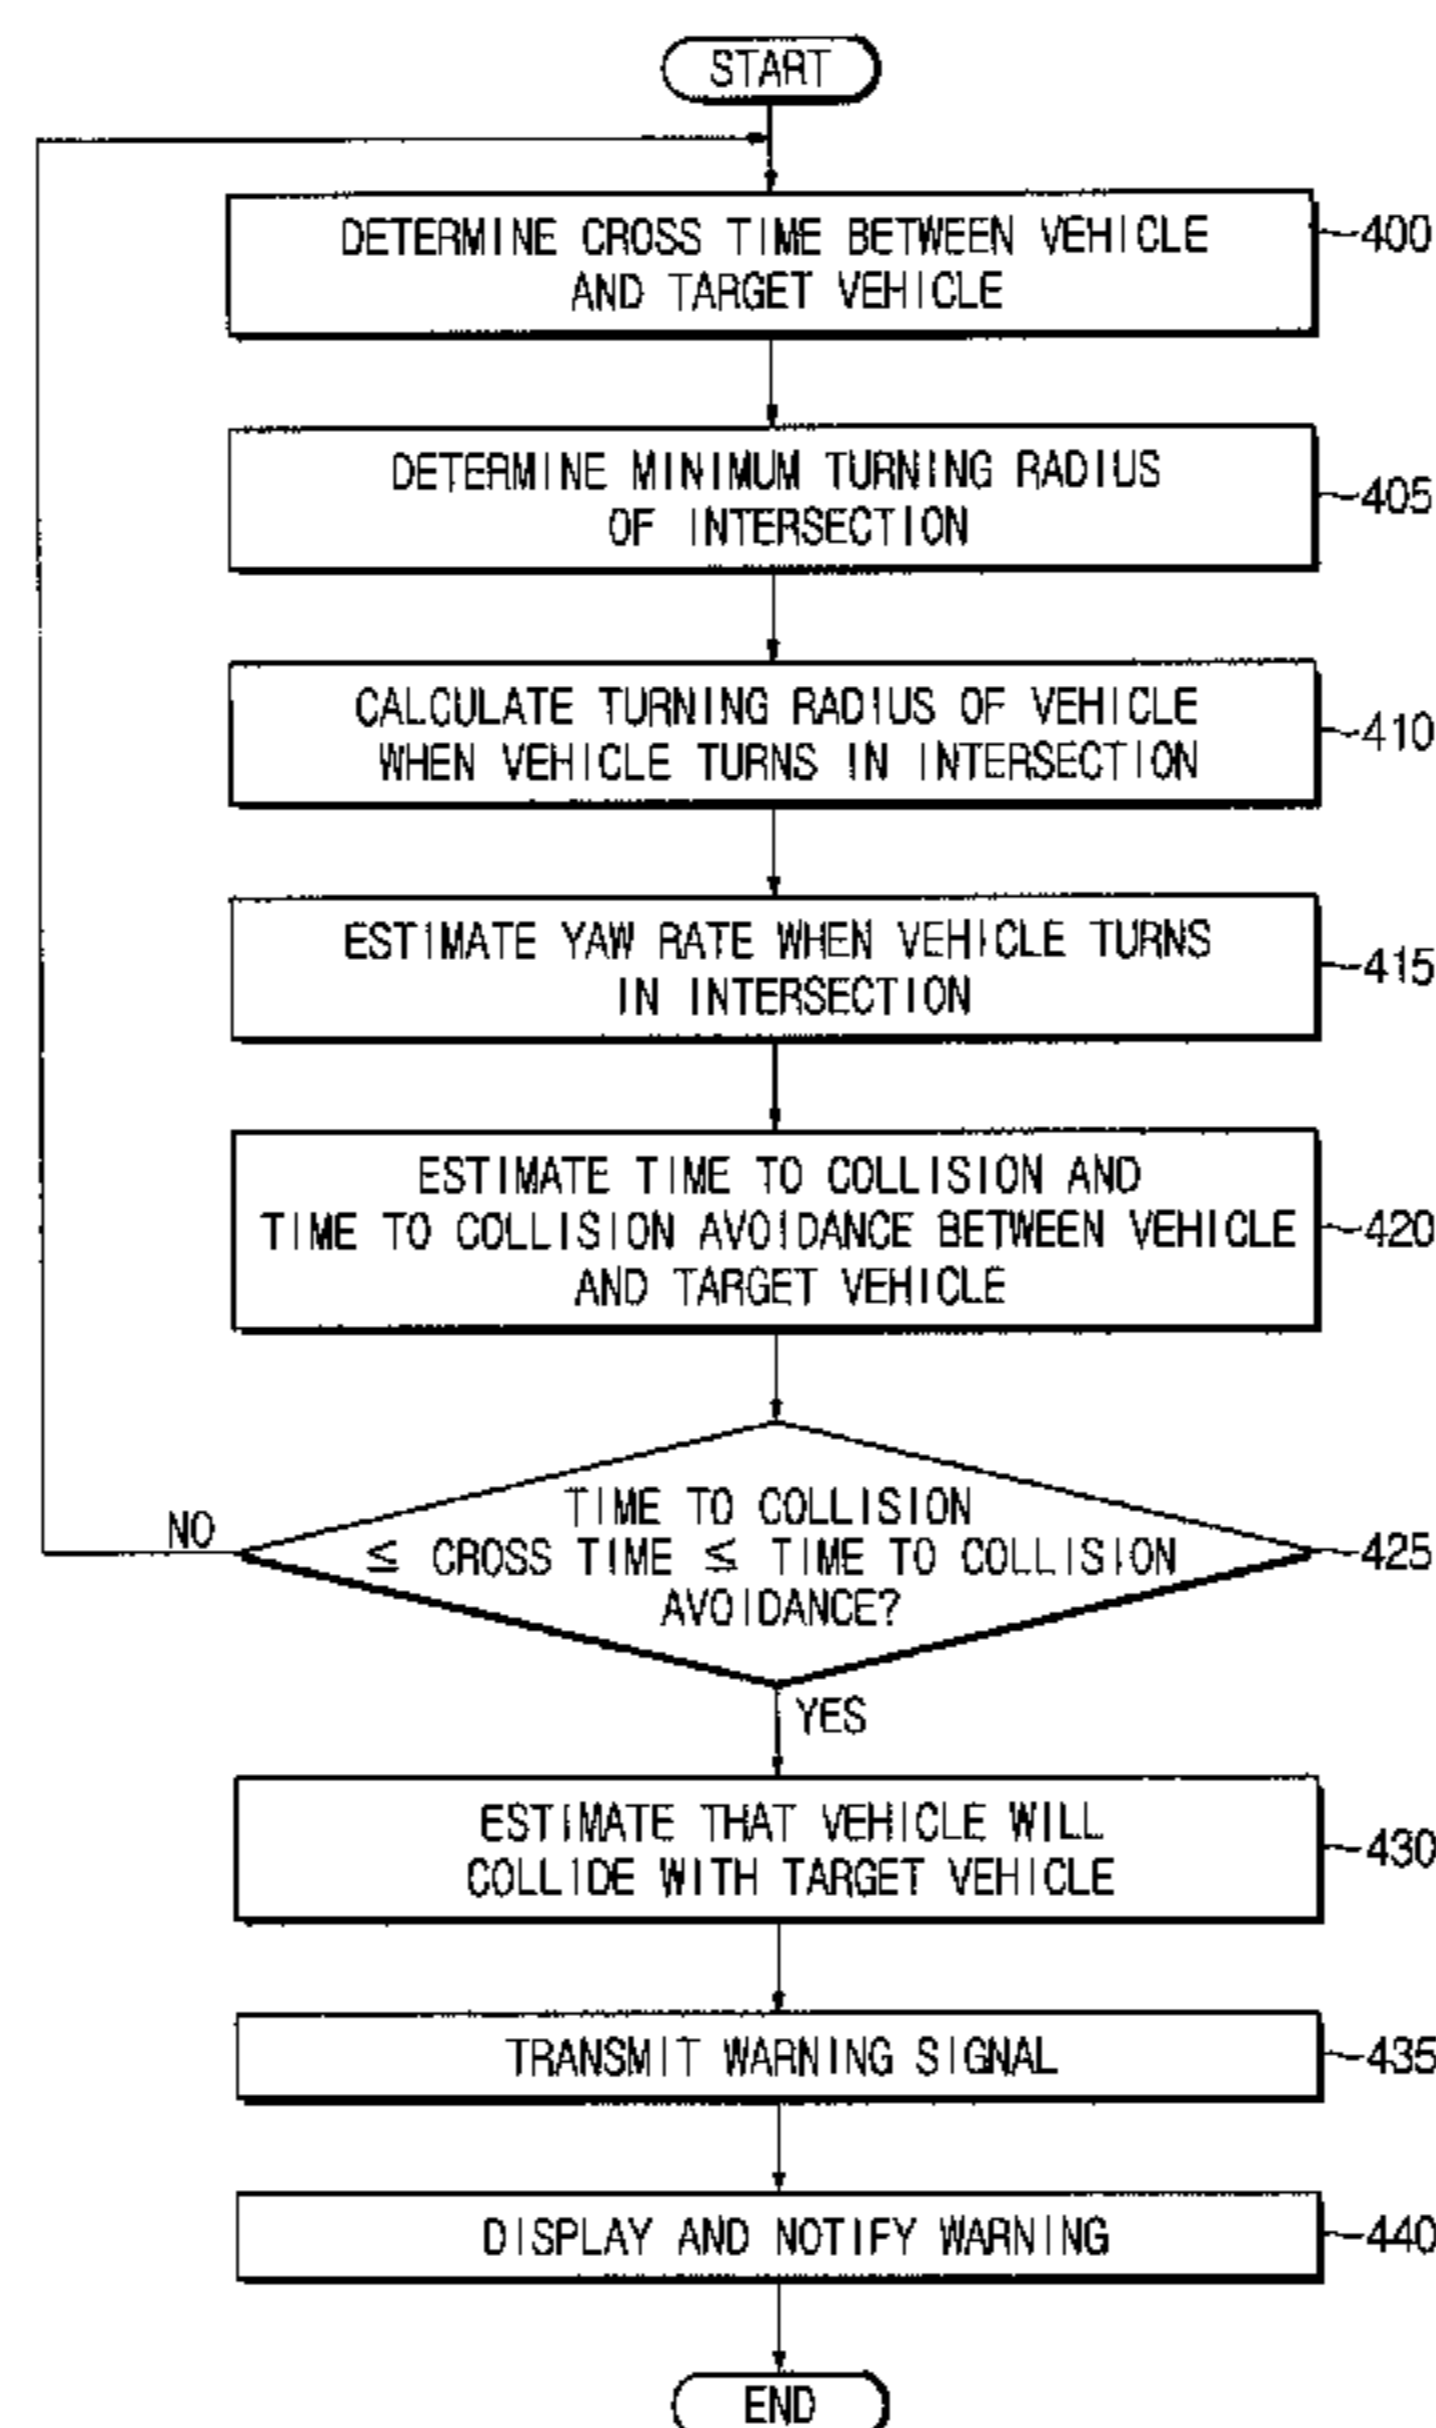 START
DETERMINE CROSS TIME BETWEEN VEHICLE
AND TARGET VEHICLE
400
DETERMINE MINIMUM TURNING RADIUS
OF INTERSECTION
405
CALCULATE TURNING RADIUS OF VEHICLE
WHEN VEHICLE TURNS IN INTERSECTION
410
ESTIMATE YAW RATE WHEN VEHICLE TURNS
IN INTERSECTION
415
ESTIMATE TIME TO COLLISION AND
TIME TO COLLISION AVOIDANCE BETWEEN VEHICLE
AND TARGET VEHICLE
420
TIME TO COLLISION
≤ CROSS TIME ≤ TIME TO COLLISION
AVOIDANCE?
425
NO
YES
ESTIMATE THAT VEHICLE WILL
COLLIDE WITH TARGET VEHICLE
430
TRANSMIT WARNING SIGNAL
435
DISPLAY AND NOTIFY WARNING
440
END